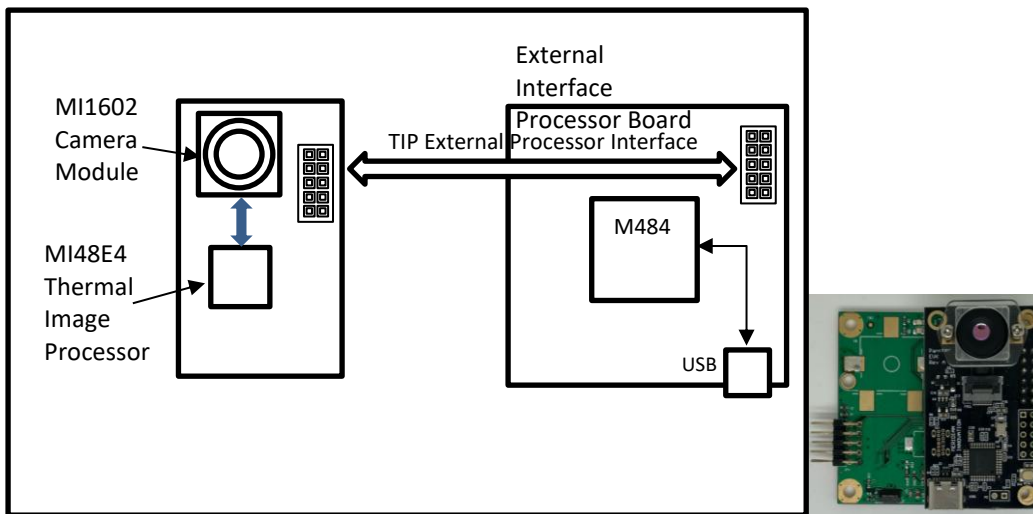 MI1602
Camera
Module
MI48E4
Thermal
Image
Processor
External
Interface
Processor Board
TIP External Processor Interface
M484
USB